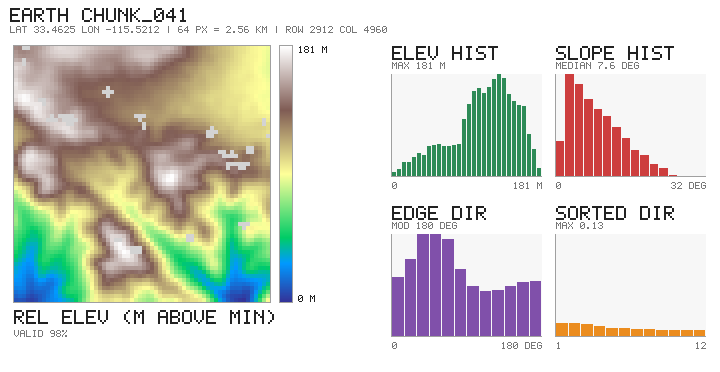 EARTH CHUNK_041
LAT 33.4625 LON -115.5212 | 64 PX = 2.56 KM | ROW 2912 COL 4960
181 M
0 M
REL ELEV (M ABOVE MIN)
VALID 98%
ELEV HIST
MAX 181 M
0 181 M
SLOPE HIST
MEDIAN 7.6 DEG
0 32 DEG
EDGE DIR
MOD 180 DEG
0 180 DEG
SORTED DIR
MAX 0.13
1 12